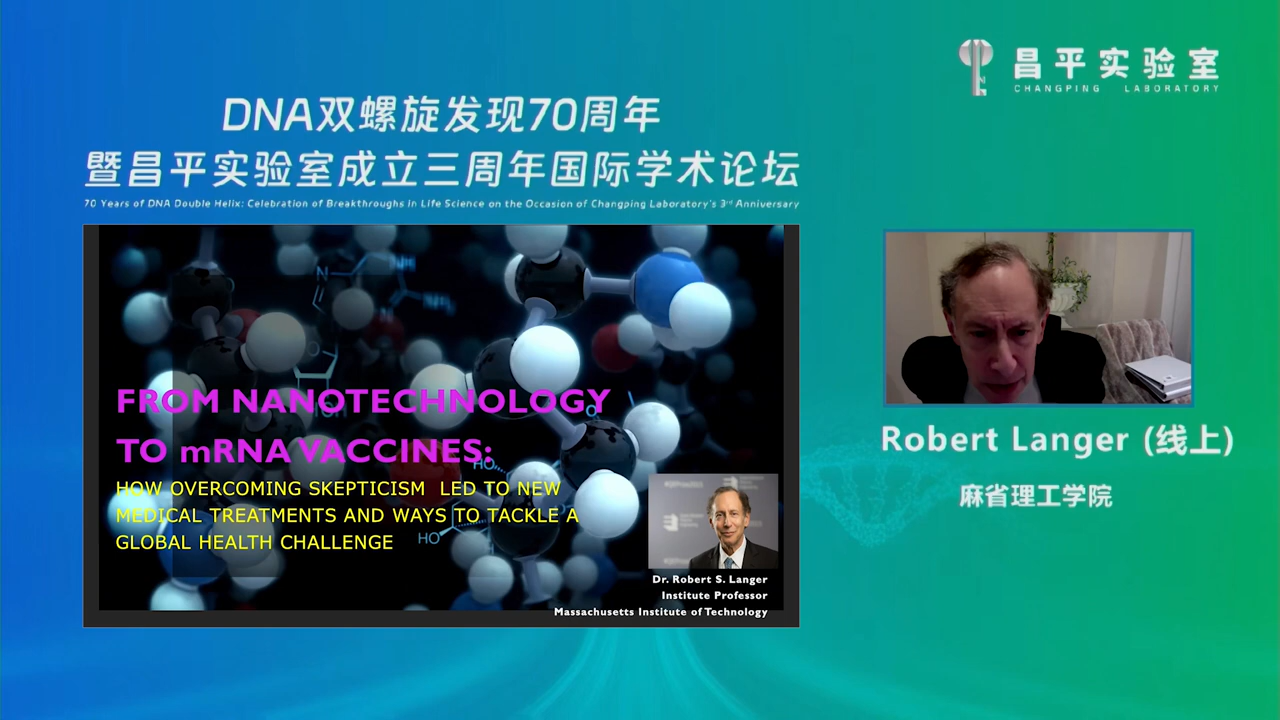 昌平实验室
CHANGPING LABORATORY
DNA双螺旋发现70周年
暨昌平实验室成立三周年国际学术论坛
70 Years of DNA Double Helix: Celebration of Breakthroughs in Life Science on the Occasion of Changping Laboratory's 3rd Anniversary
FROM NANOTECHNOLOGY
TO mRNA VACCINES:
HOW OVERCOMING SKEPTICISM LED TO NEW
MEDICAL TREATMENTS AND WAYS TO TACKLE A
GLOBAL HEALTH CHALLENGE
N
HO
HO
Dr. Robert S. Langer
Institute Professor
Massachusetts Institute of Technology
Robert Langer (线上)
麻省理工学院